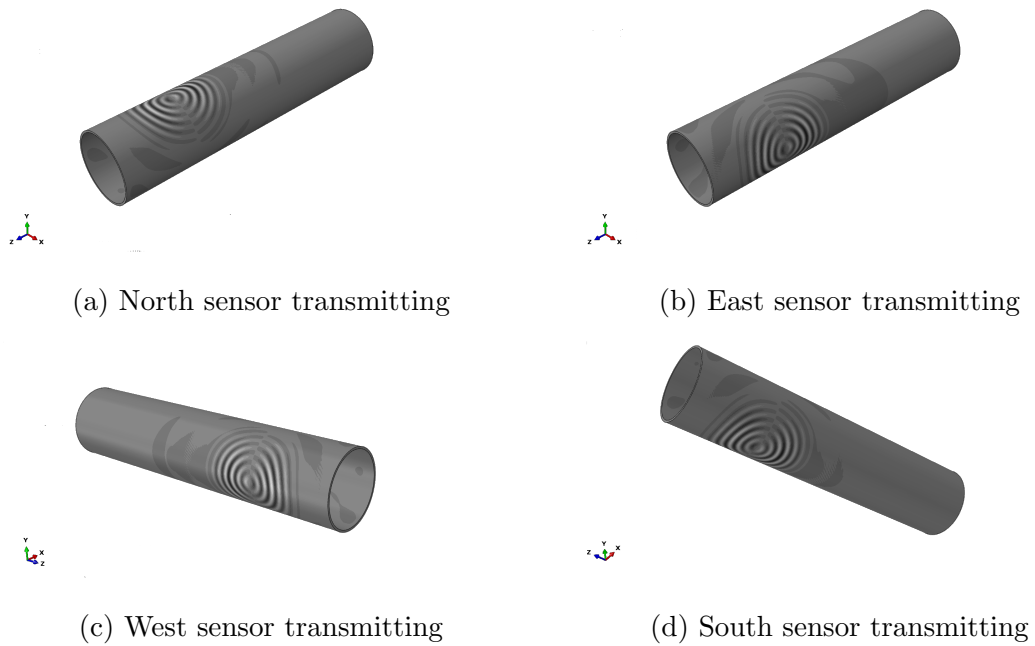 Y
Z X
Y
Z X
(a) North sensor transmitting
(b) East sensor transmitting
Y
X
Z
Y
Z X
(c) West sensor transmitting
(d) South sensor transmitting